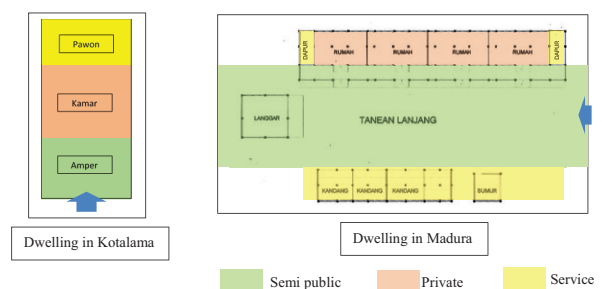 Pawon
Kamar
Amper
Dwelling in Kotalama
DAPUR
RUMAH
RUMAH
RUMAH
RUMAH
DAPUR
LANGGAR
TANEAN LANJANG
KANDANG
KANDANG
KANDANG
SUMUR
Dwelling in Madura
Semi public
Private
Service